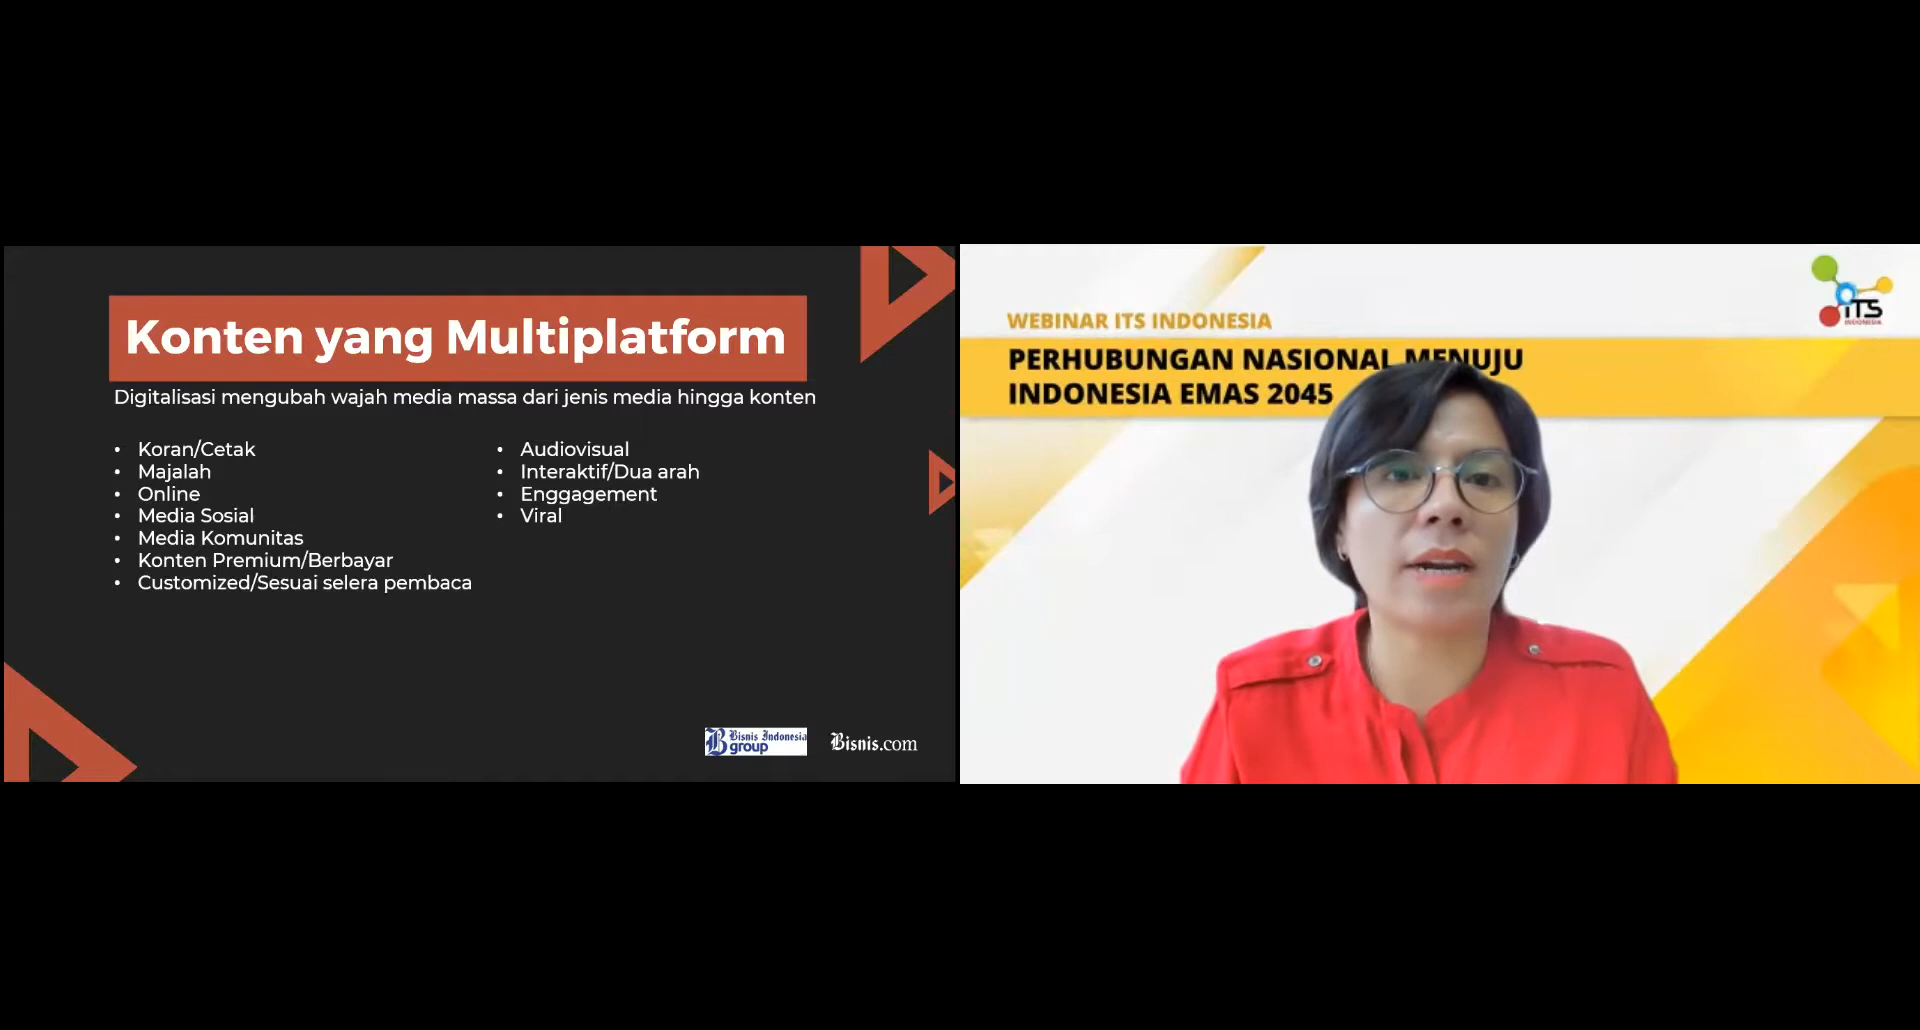 Konten yang Multiplatform
Digitalisasi mengubah wajah media massa dari jenis media hingga konten
• Koran/Cetak
• Majalah
• Online
• Media Sosial
• Media Komunitas
• Konten Premium/Berbayar
• Customized/Sesuai selera pembaca
• Audiovisual
• Interaktif/Dua arah
• Enggagement
• Viral
Bisnis Indonesia
group
Bisnis.com
WEBINAR ITS INDONESIA
PERHUBUNGAN NASIONAL MENUJU
INDONESIA EMAS 2045
iTS
INDONESIA